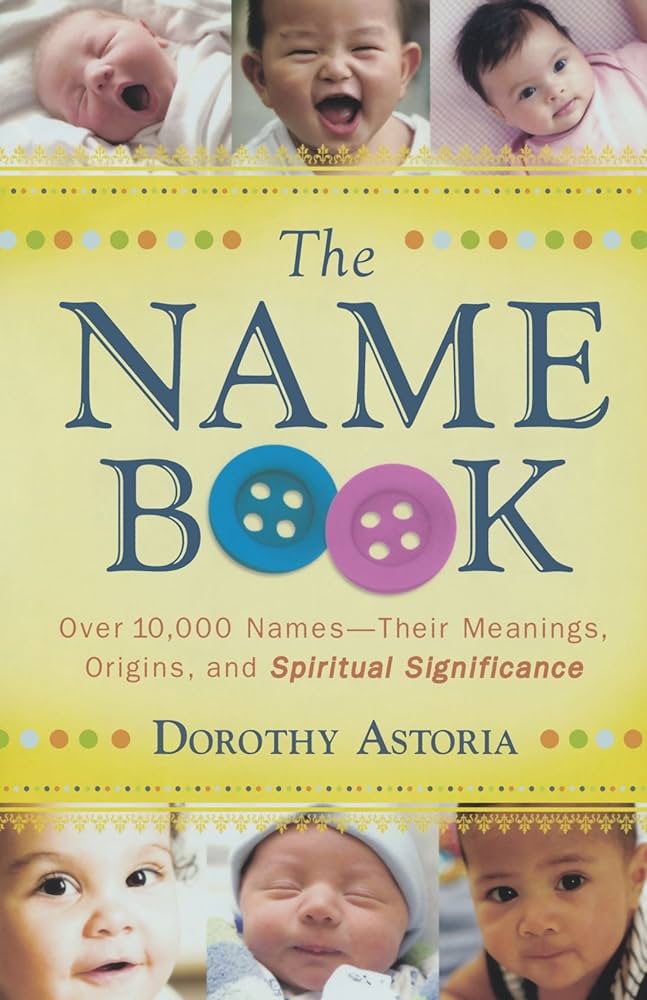 The
NAME
BOOK
Over 10,000 Names—Their Meanings,
Origins, and Spiritual Significance
DOROTHY ASTORIA